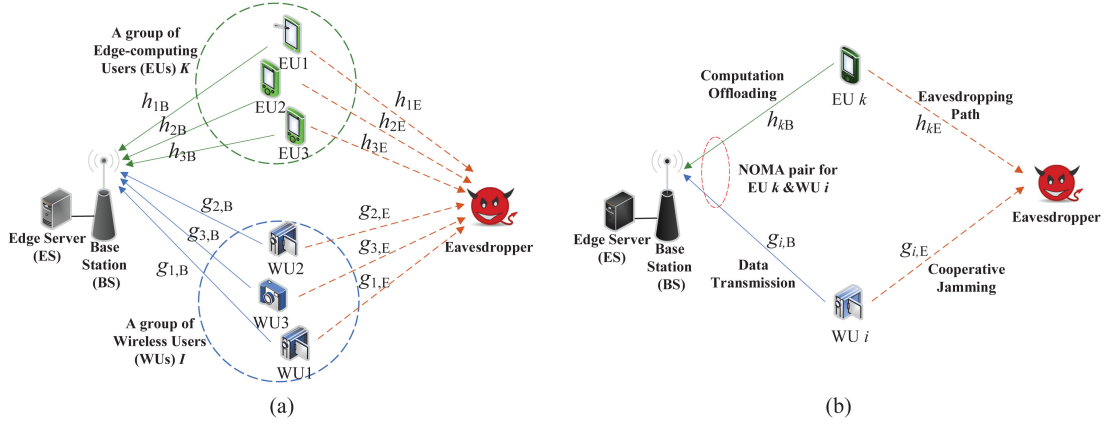 A group of
Edge-computing
Users (EUs) K
EU1
EU2
EU3
h1B
h2B
h3B
h1E
h2E
h3E
g2,B
g3,B
g1,B
g2,E
g3,E
g1,E
Edge Server
(ES)
Base
Station
(BS)
Eavesdropper
WU2
WU3
WU1
A group of
Wireless Users
(WUs) I
(a)
Computation
Offloading
hkB
EU k
Eavesdropping
Path
hkE
NOMA pair for
EU k &WU i
Edge Server
(ES)
Base
Station
(BS)
Eavesdropper
gi,B
gi,E
Data
Transmission
Cooperative
Jamming
WU i
(b)